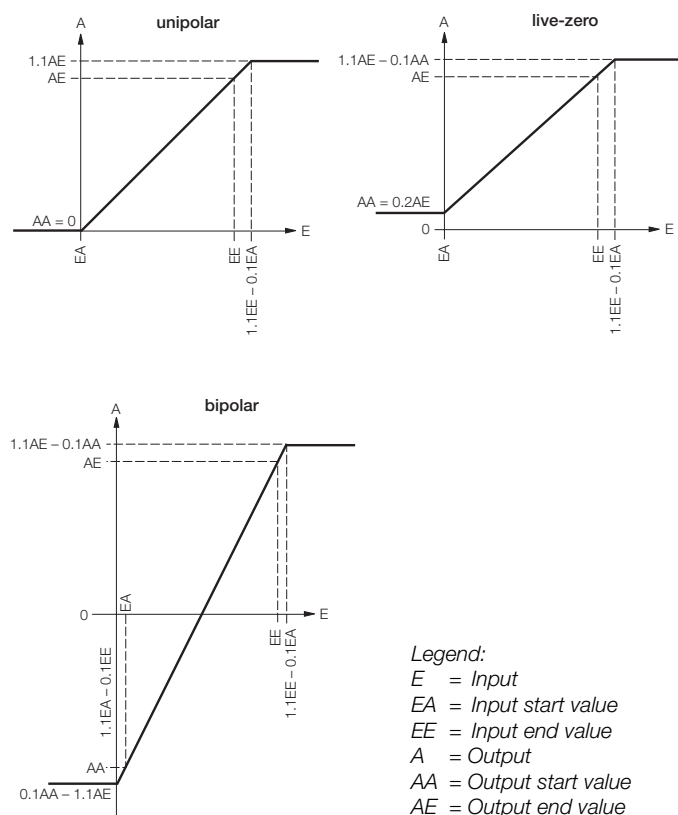 unipolar
A
1.1AE
AE
AA = 0
E
EA
EE
1.1EE – 0.1EA
live-zero
A
1.1AE – 0.1AA
AE
AA = 0.2AE
0
E
EA
EE
1.1EE – 0.1EA
bipolar
A
1.1AE – 0.1AA
AE
0
EA
E
1.1EA – 0.1EE
EE
1.1EE – 0.1EA
AA
0.1AA – 1.1AE
Legend:
E = Input
EA = Input start value
EE = Input end value
A = Output
AA = Output start value
AE = Output end value